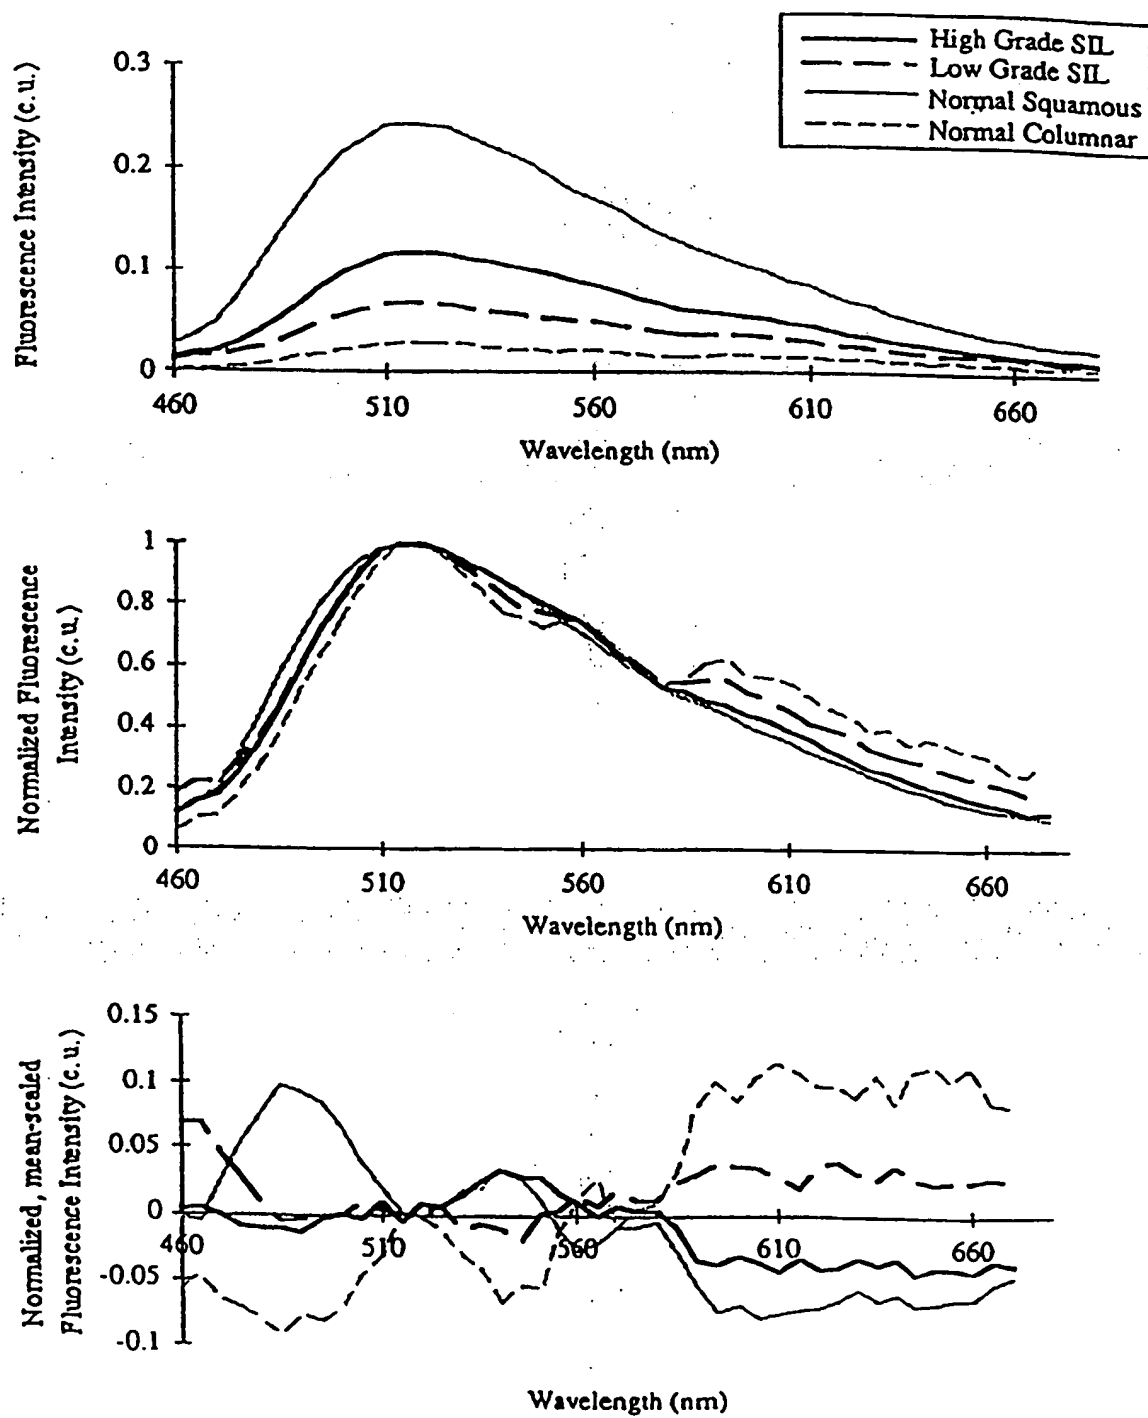 High Grade SIL
Low Grade SIL
Normal Squamous
Normal Columnar
Fluorescence Intensity (c.u.)
0.3
0.2
0.1
0
460
510
560
610
660
Wavelength (nm)
Normalized Fluorescence
Intensity (c.u.)
1
0.8
0.6
0.4
0.2
0
460
510
560
610
660
Wavelength (nm)
Normalized, mean-scaled
Fluorescence Intensity (c.u.)
0.15
0.1
0.05
0
-0.05
-0.1
460
510
560
610
660
Wavelength (nm)